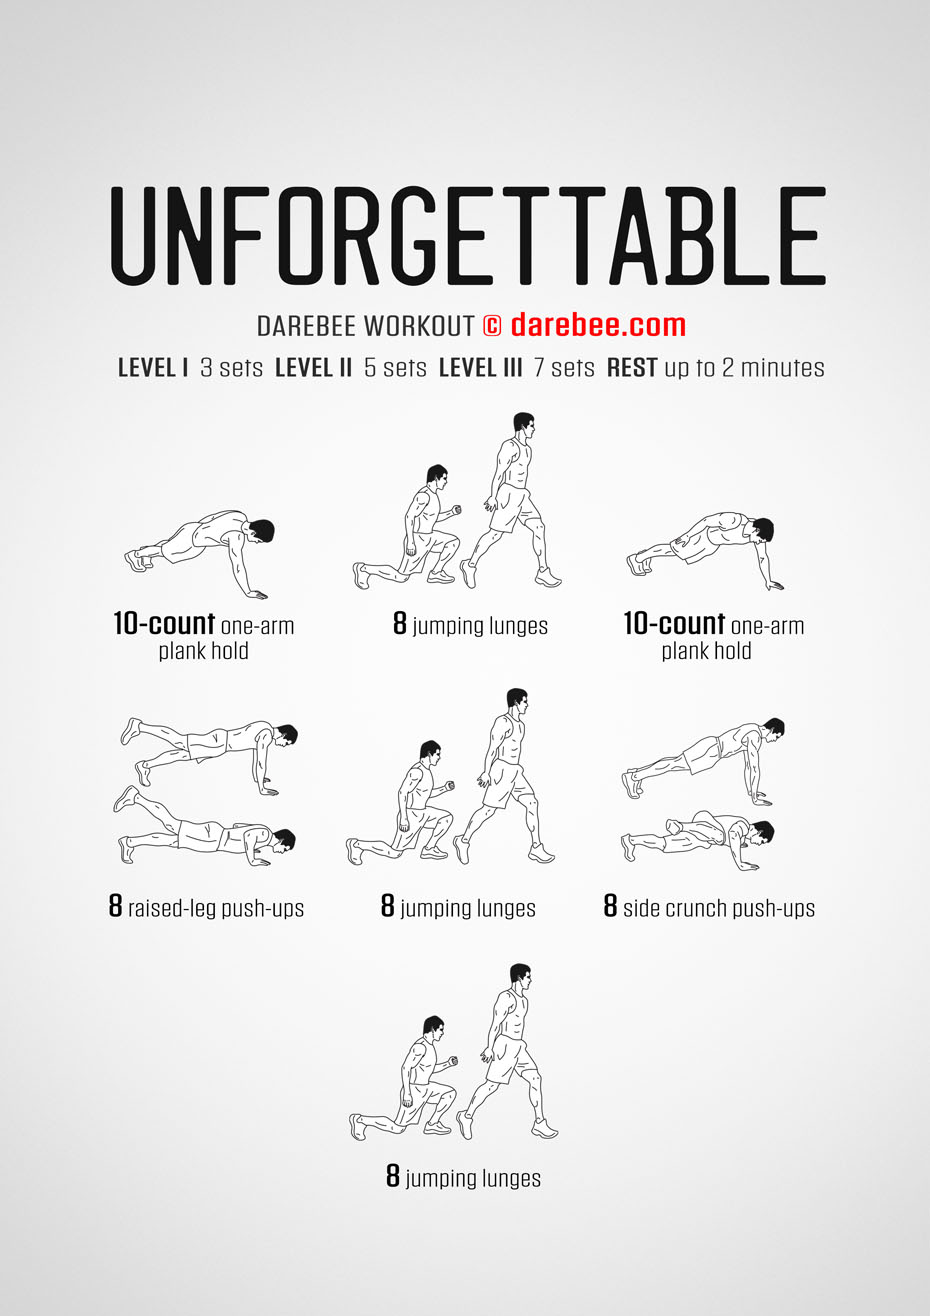 UNFORGETTABLE
DAREBEE WORKOUT © darebee.com
LEVEL I 3 sets LEVEL II 5 sets LEVEL III 7 sets REST up to 2 minutes
10-count one-arm
plank hold
8 jumping lunges
10-count one-arm
plank hold
8 raised-leg push-ups
8 jumping lunges
8 side crunch push-ups
8 jumping lunges